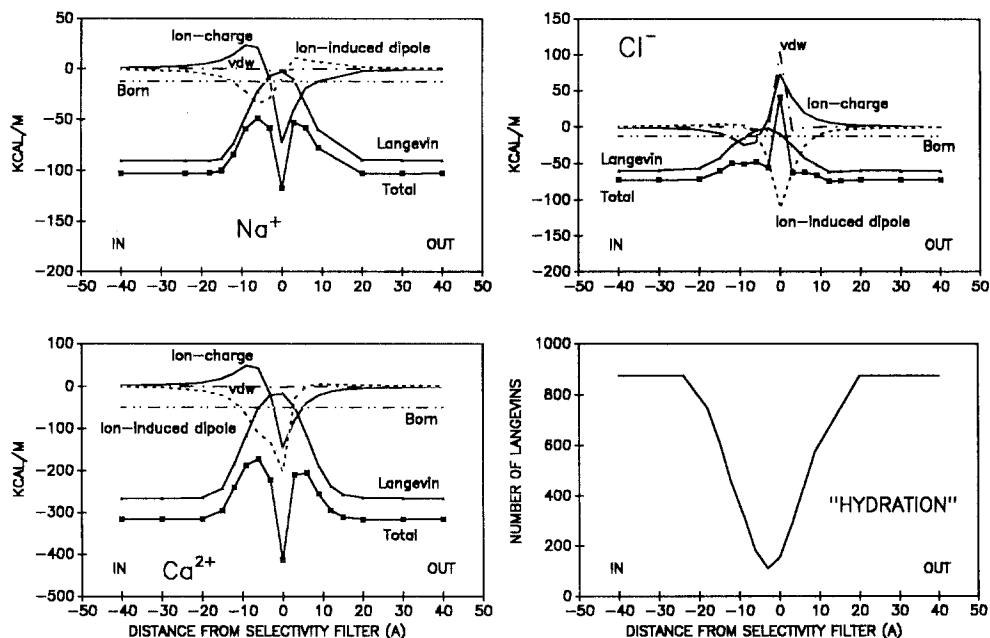 50
0
−50
−100
−150
−200
KCAL/M
Ion−charge
Ion−induced dipole
vdw
Born
Langevin
Total
Na+
IN
OUT
−50 −40 −30 −20 −10 0 10 20 30 40 50
150
100
50
0
−50
−100
−150
−200
KCAL/M
Cl−
vdw
Ion−charge
Langevin
Born
Total
Ion−induced dipole
IN
OUT
−50 −40 −30 −20 −10 0 10 20 30 40 50
100
0
−100
−200
−300
−400
−500
KCAL/M
Ion−charge
vdw
Born
Ion−induced dipole
Langevin
Total
IN
Ca2+
OUT
−50 −40 −30 −20 −10 0 10 20 30 40 50
DISTANCE FROM SELECTIVITY FILTER (A)
1000
800
600
400
200
0
NUMBER OF LANGEVINS
"HYDRATION"
IN
OUT
−50 −40 −30 −20 −10 0 10 20 30 40 50
DISTANCE FROM SELECTIVITY FILTER (A)